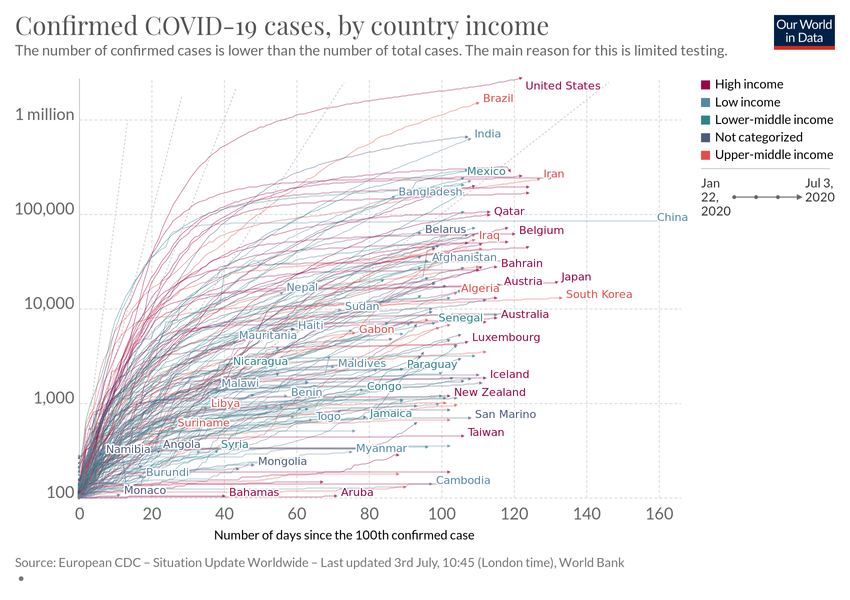 Confirmed COVID-19 cases, by country income
Our World
in Data
The number of confirmed cases is lower than the number of total cases. The main reason for this is limited testing.
1 million
100,000
10,000
1,000
100
0
20
40
60
80
100
120
140
160
Number of days since the 100th confirmed case
United States
Brazil
India
Mexico
Iran
Bangladesh
Qatar
China
Belarus
Belgium
Iraq
Afghanistan
Bahrain
Japan
Austria
Nepal
Algeria
South Korea
Sudan
Australia
Senegal
Haiti
Gabon
Mauritania
Luxembourg
Nicaragua
Maldives
Paraguay
Iceland
Malawi
Congo
Benin
New Zealand
Libya
Togo
Jamaica
San Marino
Suriname
Taiwan
Angola
Syria
Namibia
Myanmar
Mongolia
Burundi
Cambodia
Monaco
Bahamas
Aruba
High income
Low income
Lower-middle income
Not categorized
Upper-middle income
Jan
22,
2020
Jul 3,
2020
Source: European CDC – Situation Update Worldwide – Last updated 3rd July, 10:45 (London time), World Bank